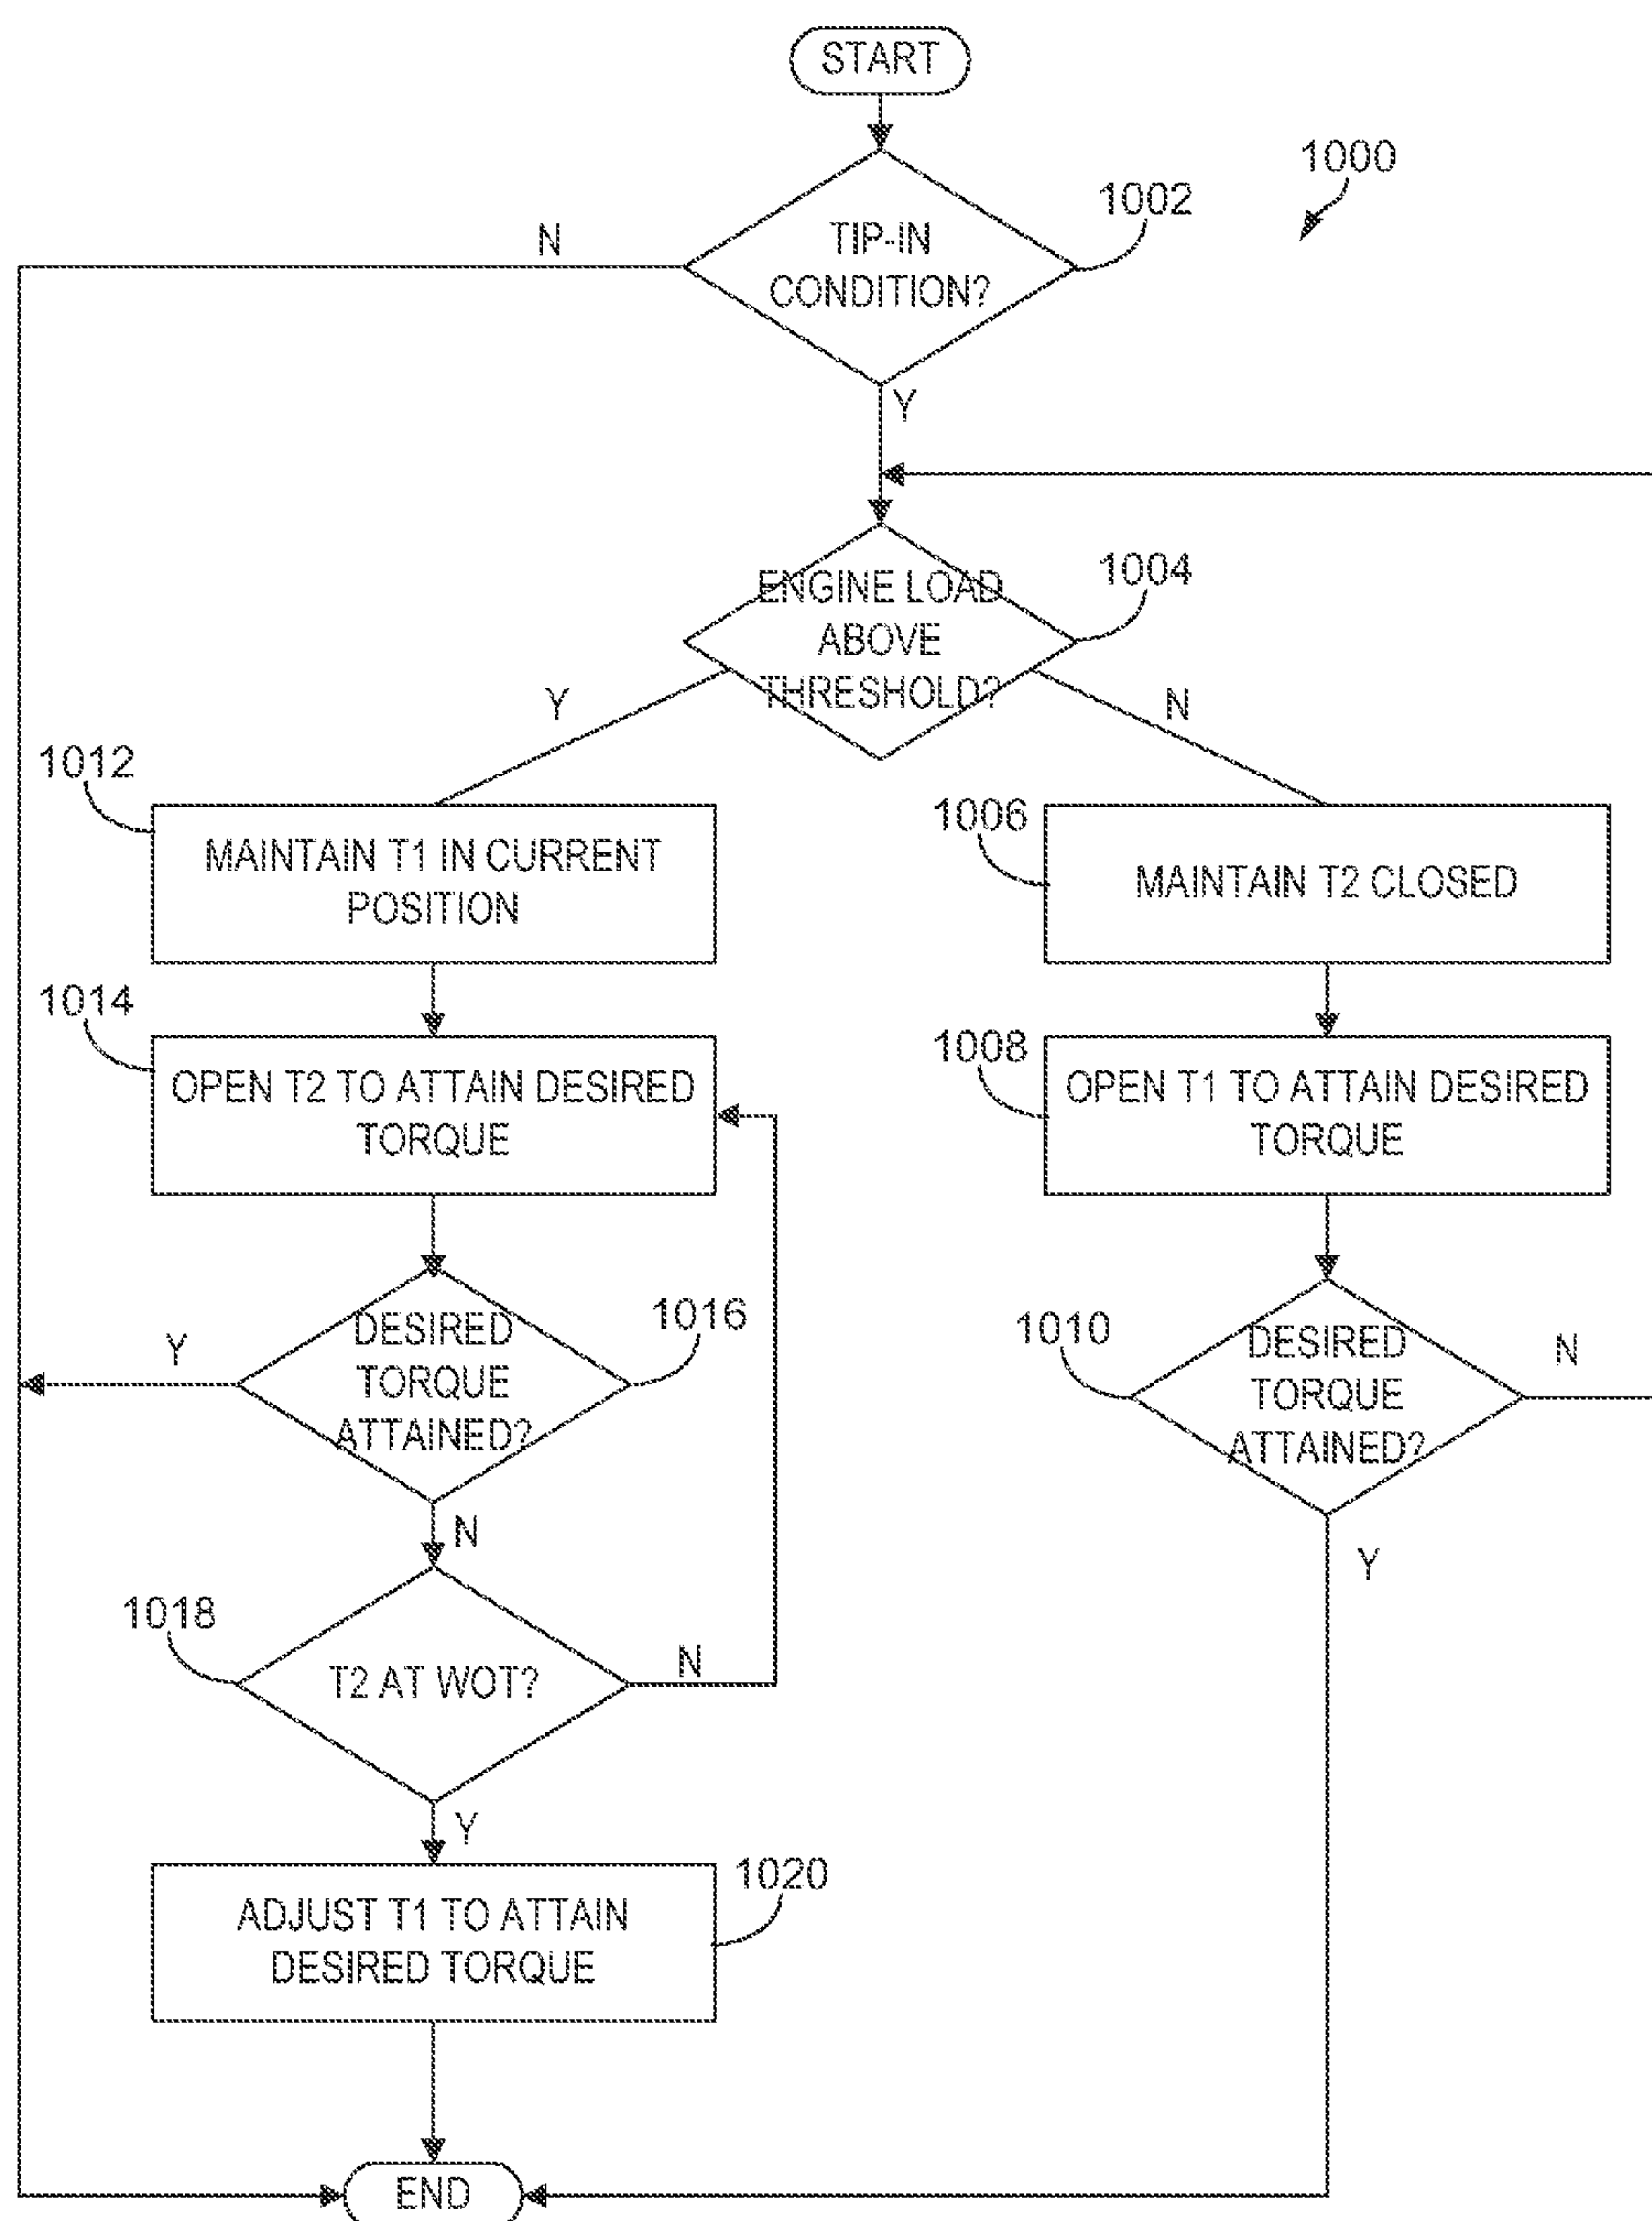 START
1000
1002
TIP-IN
CONDITION?
N
Y
1004
ENGINE LOAD
ABOVE
THRESHOLD?
Y
N
1012
MAINTAIN T1 IN CURRENT
POSITION
1006
MAINTAIN T2 CLOSED
1014
OPEN T2 TO ATTAIN DESIRED
TORQUE
1008
OPEN T1 TO ATTAIN DESIRED
TORQUE
1016
DESIRED
TORQUE
ATTAINED?
Y
N
1010
DESIRED
TORQUE
ATTAINED?
N
Y
1018
T2 AT WOT?
N
Y
1020
ADJUST T1 TO ATTAIN
DESIRED TORQUE
END